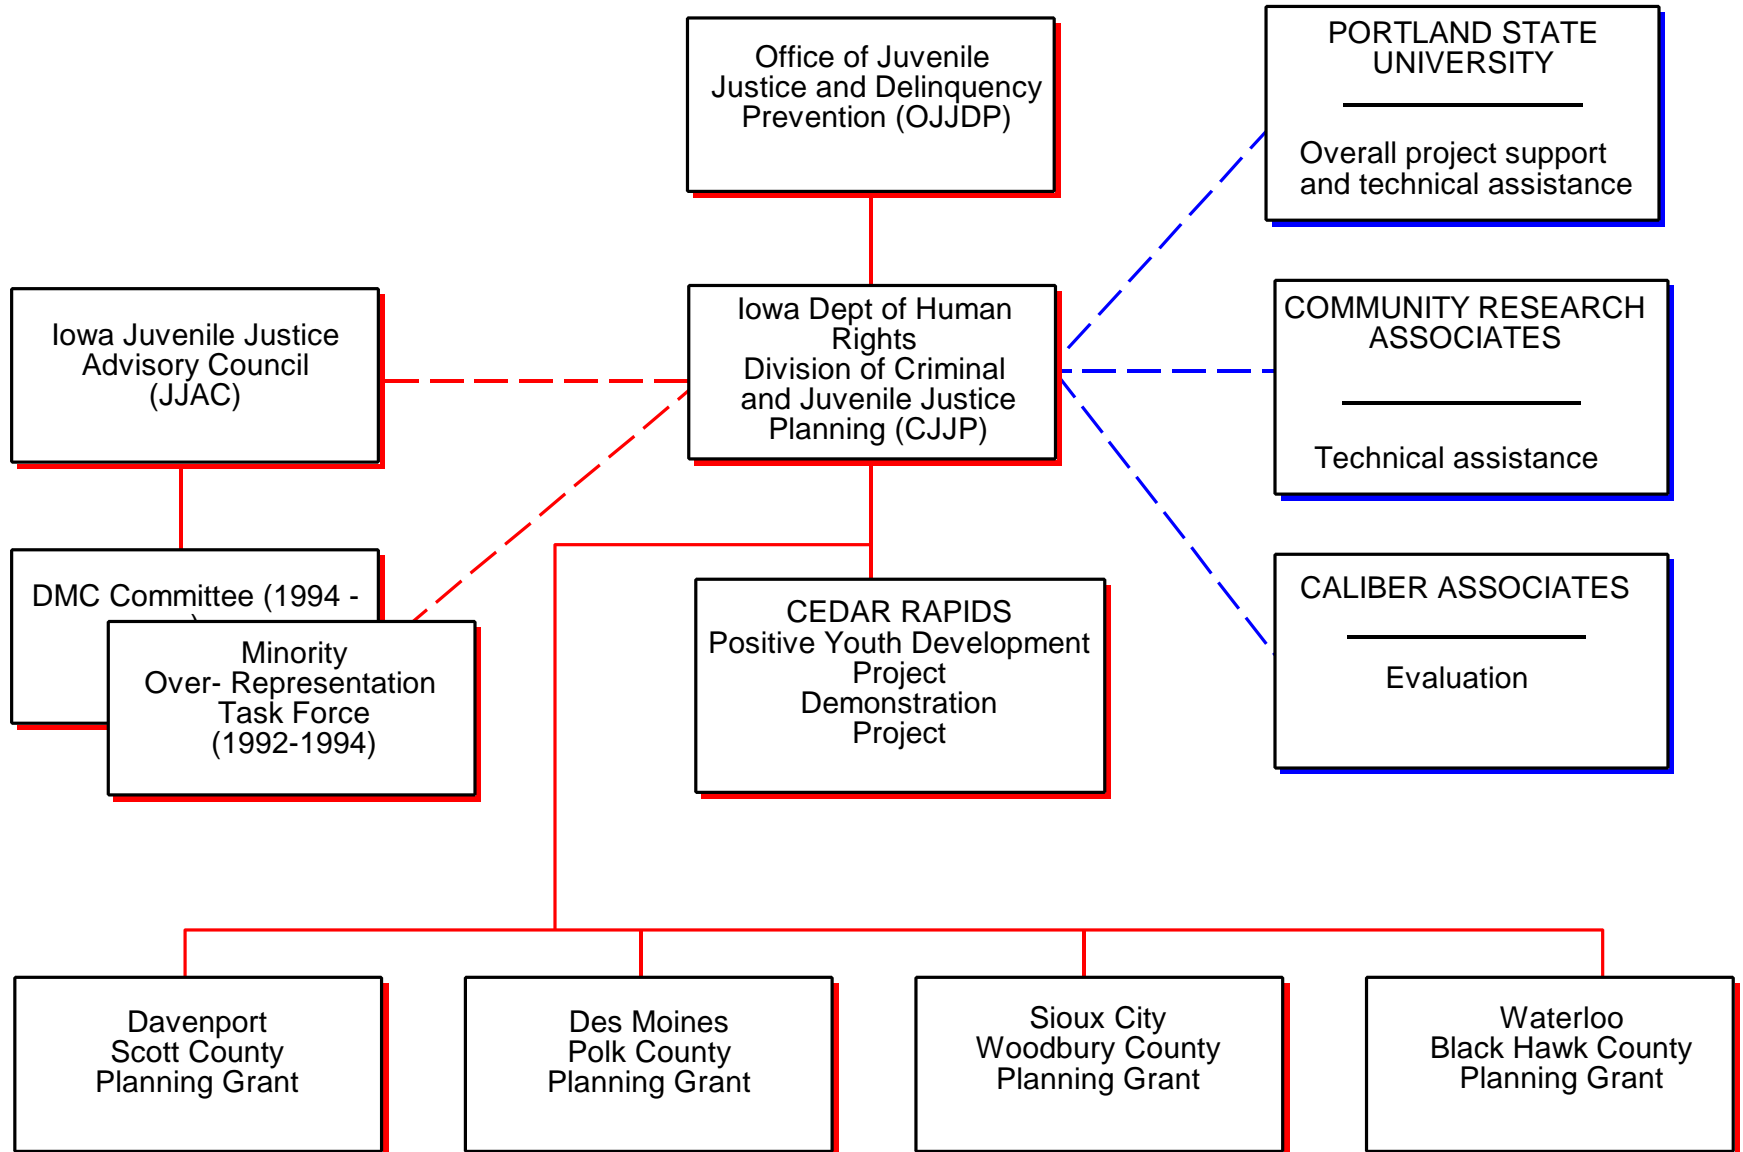 Office of Juvenile
Justice and Delinquency
Prevention (OJJDP)
PORTLAND STATE
UNIVERSITY
Overall project support
and technical assistance
Iowa Juvenile Justice
Advisory Council
(JJAC)
Iowa Dept of Human
Rights
Division of Criminal
and Juvenile Justice
Planning (CJJP)
COMMUNITY RESEARCH
ASSOCIATES
Technical assistance
DMC Committee (1994 -
)
Minority
Over- Representation
Task Force
(1992-1994)
CEDAR RAPIDS
Positive Youth Development
Project
Demonstration
Project
CALIBER ASSOCIATES
Evaluation
Davenport
Scott County
Planning Grant
Des Moines
Polk County
Planning Grant
Sioux City
Woodbury County
Planning Grant
Waterloo
Black Hawk County
Planning Grant